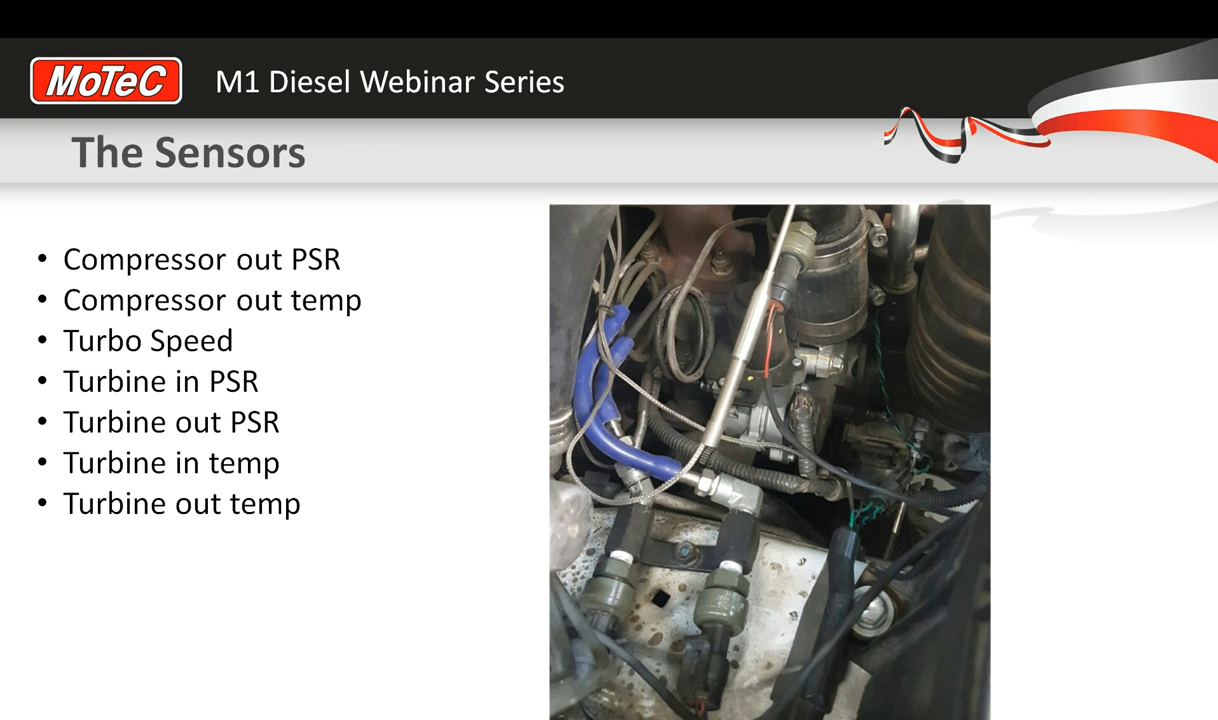 MoTeC
M1 Diesel Webinar Series
The Sensors
• Compressor out PSR
• Compressor out temp
• Turbo Speed
• Turbine in PSR
• Turbine out PSR
• Turbine in temp
• Turbine out temp